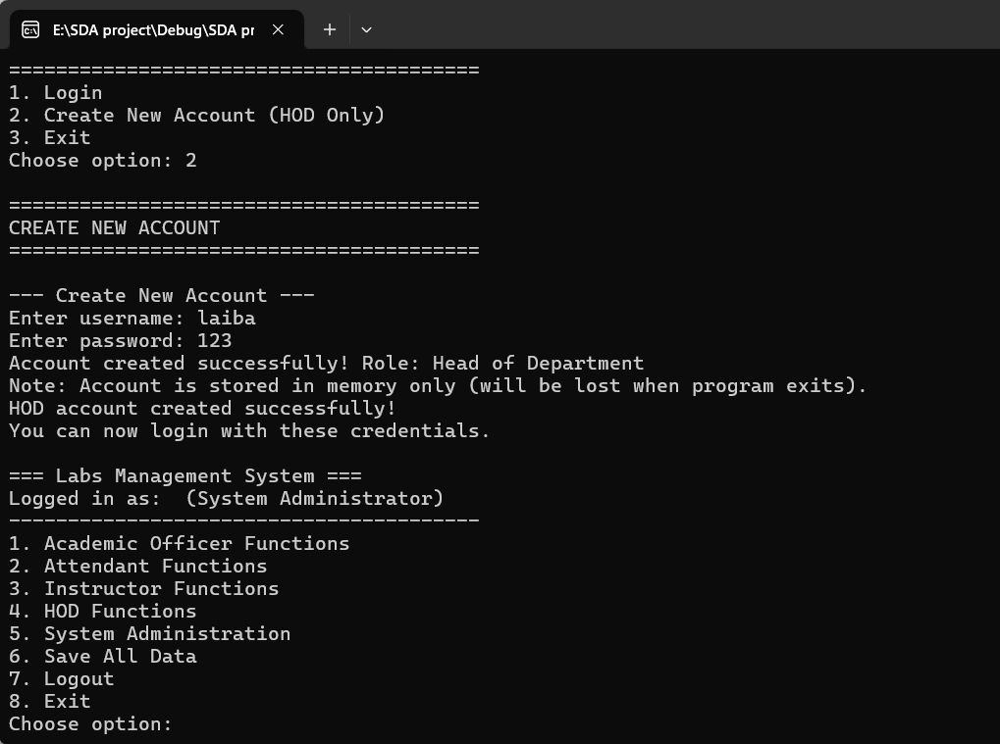 E:\SDA project\Debug\SDA pr
========================================
1. Login
2. Create New Account (HOD Only)
3. Exit
Choose option: 2
========================================
CREATE NEW ACCOUNT
========================================
--- Create New Account ---
Enter username: laiba
Enter password: 123
Account created successfully! Role: Head of Department
Note: Account is stored in memory only (will be lost when program exits).
HOD account created successfully!
You can now login with these credentials.
=== Labs Management System ===
Logged in as:  (System Administrator)
----------------------------------------
1. Academic Officer Functions
2. Attendant Functions
3. Instructor Functions
4. HOD Functions
5. System Administration
6. Save All Data
7. Logout
8. Exit
Choose option: